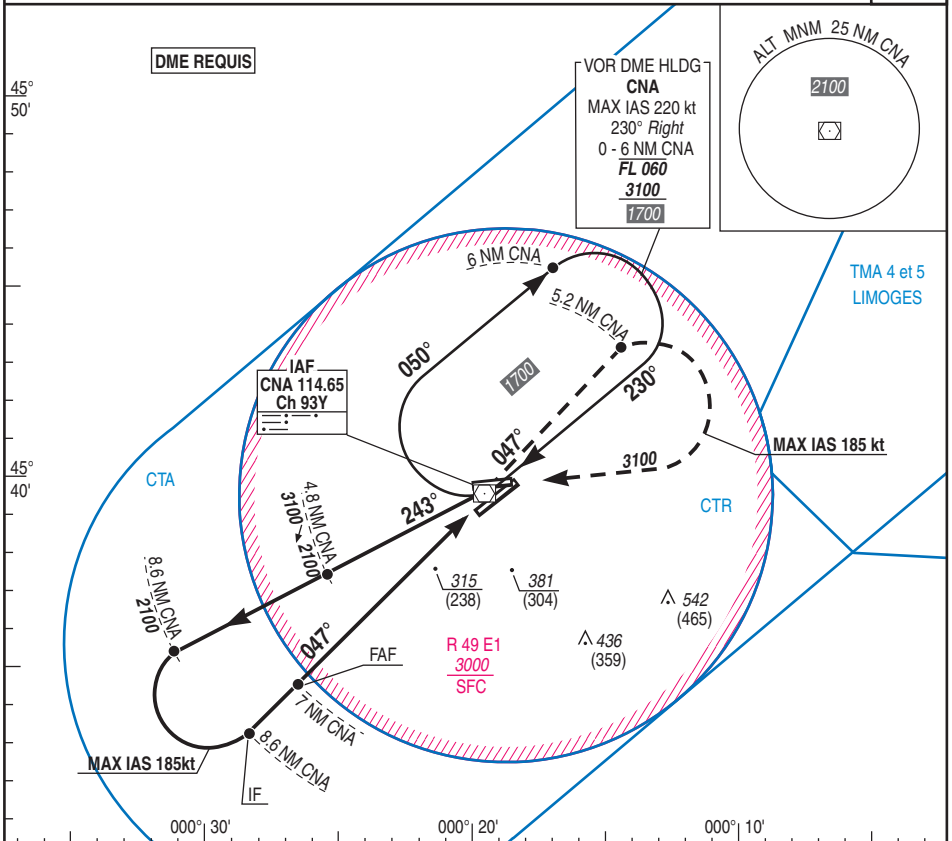 DME REQUIS
ALT MNM 25 NM CNA
2100
VOR DME HLDG
CNA
MAX IAS 220 kt
230° Right
0 - 6 NM CNA
FL 060
3100
1700
45°
50'
6 NM CNA
5.2 NM CNA
TMA 4 et 5
LIMOGES
050°
1700
230°
IAF
CNA 114.65
Ch 93Y
047°
3100
MAX IAS 185 kt
45°
40'
CTA
243°
4.8 NM CNA
3100 2100
CTR
8.6 NM CNA
2100
315
(238)
381
(304)
542
(465)
436
(359)
R 49 E1
3000
SFC
047°
FAF
7 NM CNA
8.6 NM CNA
MAX IAS 185kt
IF
000° 30'
000° 20'
000° 10'